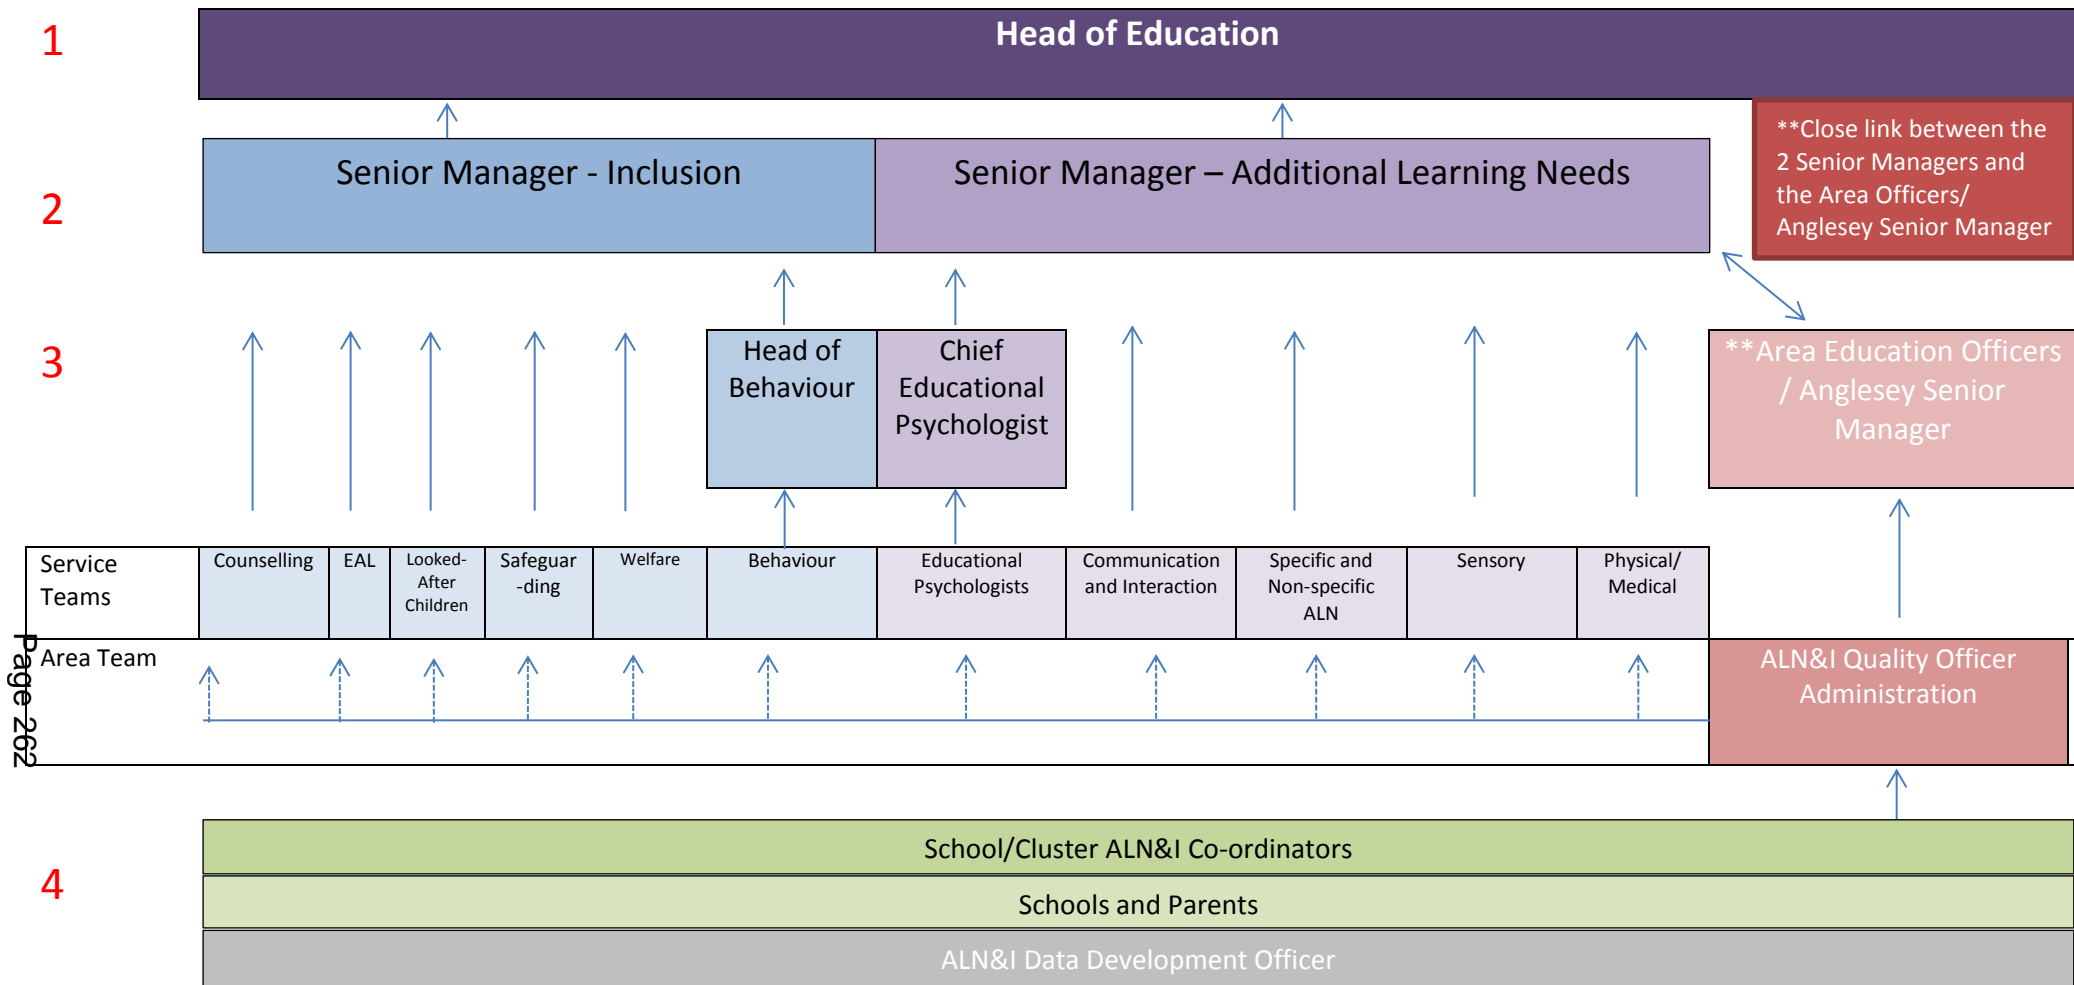 1
Head of Education
2
Senior Manager - Inclusion
Senior Manager – Additional Learning Needs
**Close link between the
2 Senior Managers and
the Area Officers/
Anglesey Senior Manager
3
Head of
Behaviour
Chief
Educational
Psychologist
**Area Education Officers
/ Anglesey Senior
Manager
Service
Teams
Counselling
EAL
Looked-
After
Children
Safeguar
-ding
Welfare
Behaviour
Educational
Psychologists
Communication
and Interaction
Specific and
Non-specific
ALN
Sensory
Physical/
Medical
Area Team
ALN&I Quality Officer
Administration
Page 262
4
School/Cluster ALN&I Co-ordinators
Schools and Parents
ALN&I Data Development Officer